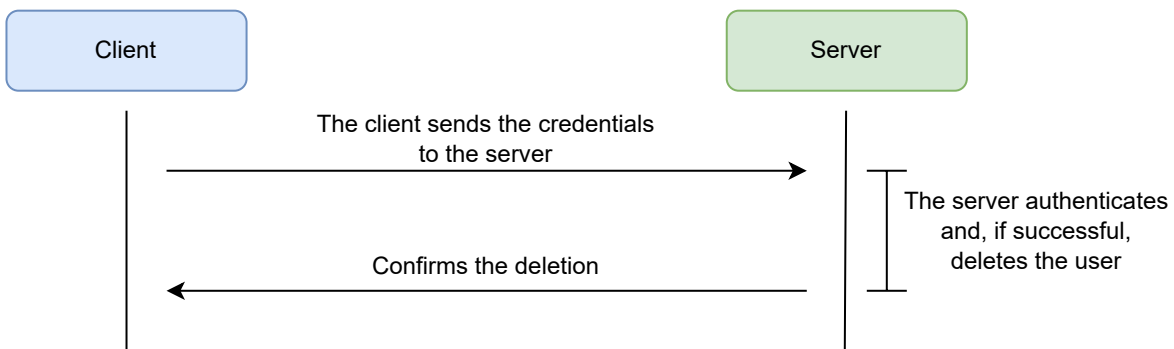 Client
Server
The client sends the credentials
to the server
The server authenticates
and, if successful,
deletes the user
Confirms the deletion